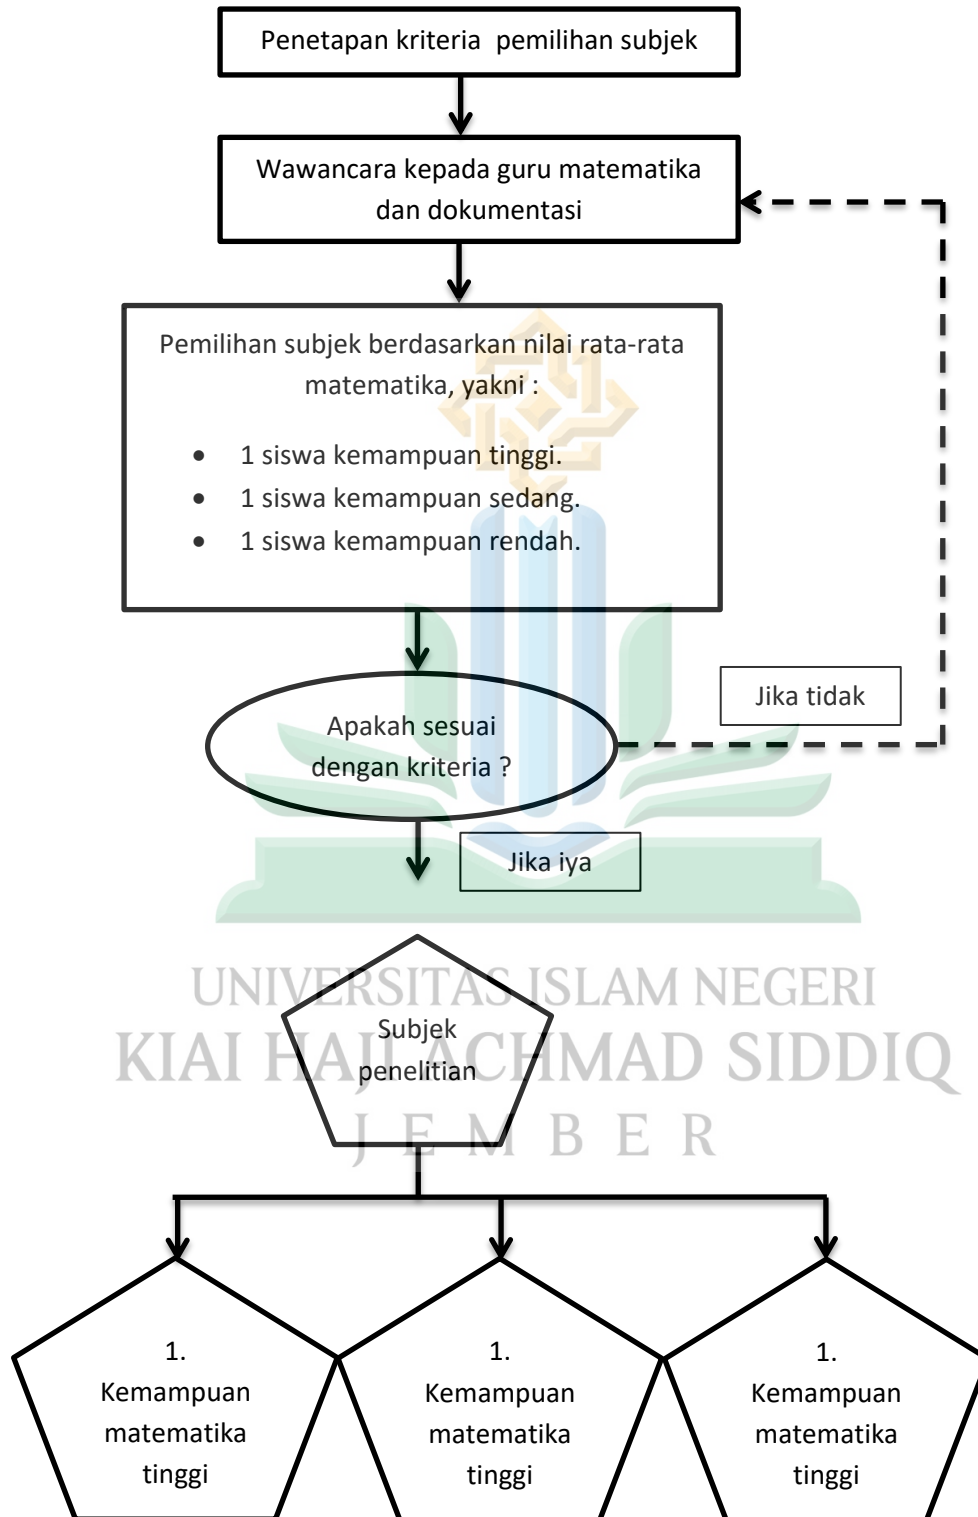 Penetapan kriteria pemilihan subjek
Wawancara kepada guru matematika
dan dokumentasi
Pemilihan subjek berdasarkan nilai rata-rata
matematika, yakni :
• 1 siswa kemampuan tinggi.
• 1 siswa kemampuan sedang.
• 1 siswa kemampuan rendah.
Apakah sesuai
dengan kriteria ?
Jika tidak
Jika iya
UNIVERSITAS ISLAM NEGERI
KIAI HAJI ACHMAD SIDDIQ
JEMBER
Subjek
penelitian
1.
Kemampuan
matematika
tinggi
1.
Kemampuan
matematika
tinggi
1.
Kemampuan
matematika
tinggi